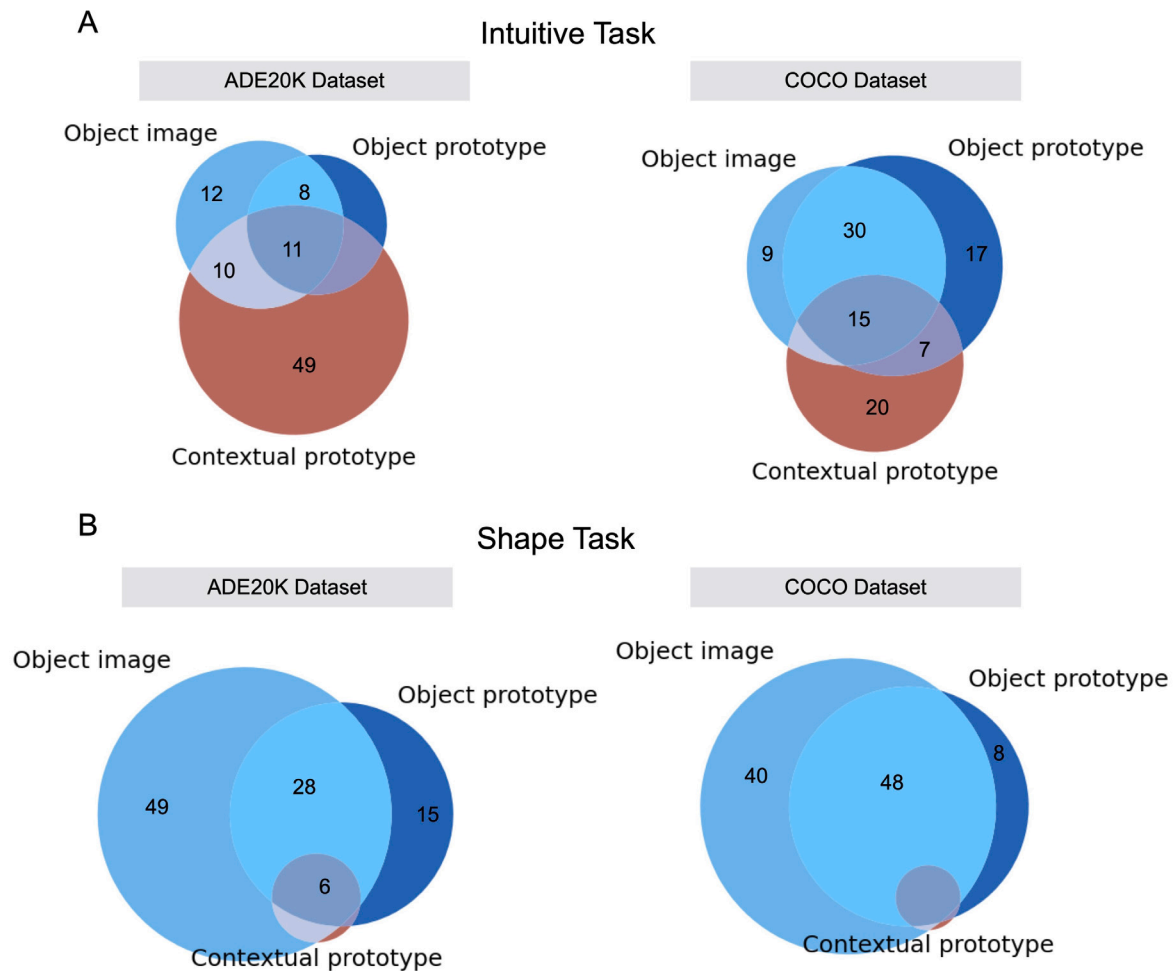 A
Intuitive Task
ADE20K Dataset
COCO Dataset
Object image
Object prototype
12
8
11
10
49
Contextual prototype
Object image
Object prototype
30
9
17
15
7
20
Contextual prototype
B
Shape Task
ADE20K Dataset
COCO Dataset
Object image
Object prototype
49
28
15
6
Contextual prototype
Object image
Object prototype
40
48
8
Contextual prototype